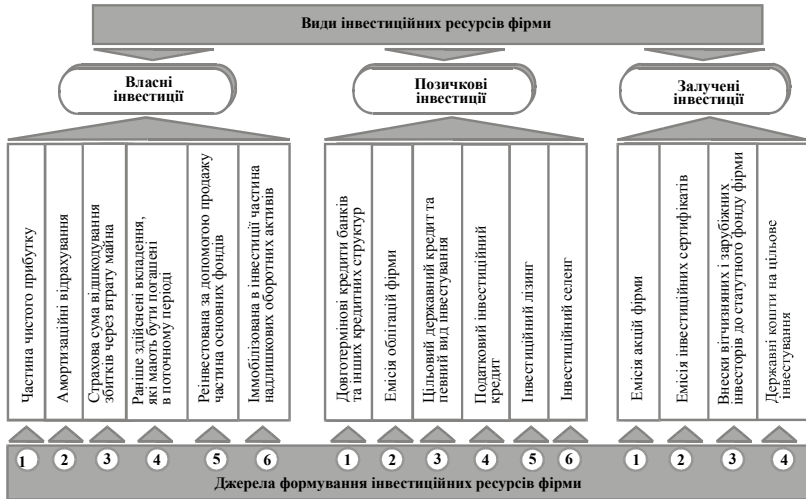 Види інвестиційних ресурсів фірми
Власні
інвестиції
Позичкові
інвестиції
Залучені
інвестиції
Частина чистого прибутку
Амортизаційні відрахування
Страхова сума відшкодування
збитків через втрату майна
Раніше здійснені вкладення,
які мають бути погашені
в поточному періоді
Реінвестована за допомогою продажу
частина основних фондів
Іммобілізована в інвестиції частина
надлишкових оборотних активів
Довготермінові кредити банків
та інших кредитних структур
Емісія облігацій фірми
Цільовий державний кредит та
певний вид інвестування
Податковий інвестиційний
кредит
Інвестиційний лізинг
Інвестиційний селенг
Емісія акцій фірми
Емісія інвестиційних сертифікатів
Внески вітчизняних і зарубіжних
інвесторів до статутного фонду фірми
Державні кошти на цільове
інвестування
1 2 3 4 5 6 1 2 3 4 5 6 1 2 3 4
Джерела формування інвестиційних ресурсів фірми